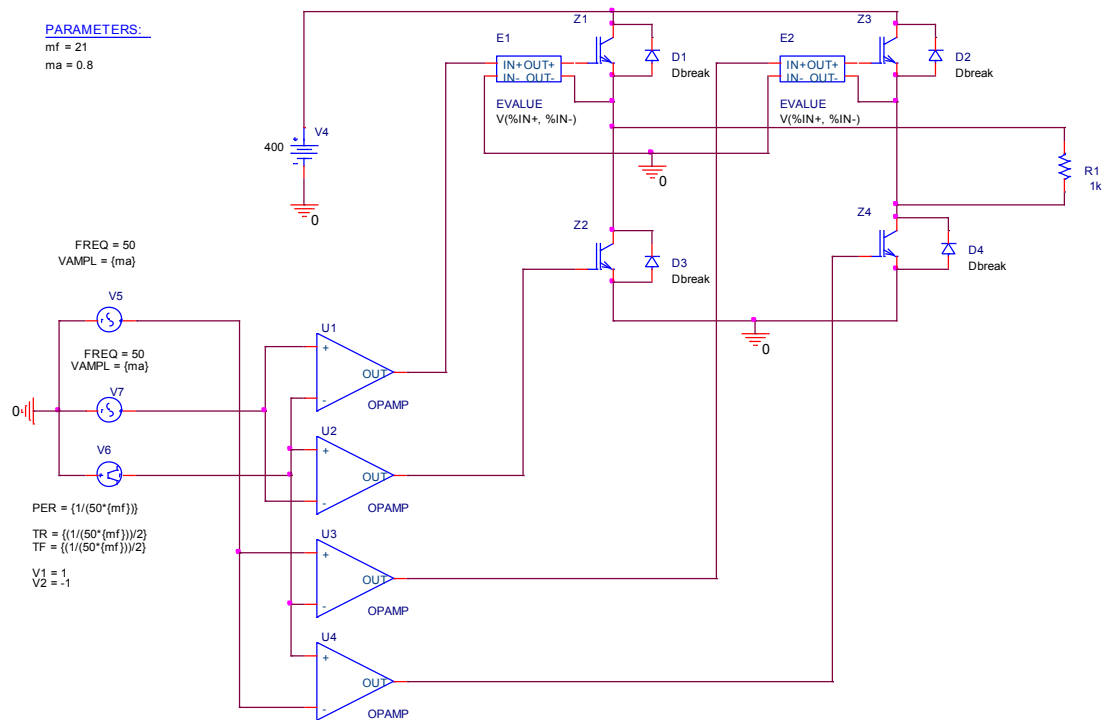 PARAMETERS:
mf = 21
ma = 0.8
Z1
Z3
E1
E2
D1
Dbreak
D2
Dbreak
IN+OUT+
IN- OUT-
IN+OUT+
IN- OUT-
EVALUE
V(%IN+, %IN-)
EVALUE
V(%IN+, %IN-)
V4
400
0
0
R1
1k
Z2
Z4
D3
Dbreak
D4
Dbreak
0
FREQ = 50
VAMPL = {ma}
V5
FREQ = 50
VAMPL = {ma}
V7
0
V6
PER = {1/(50*{mf})}
TR = {(1/(50*{mf}))/2}
TF = {(1/(50*{mf}))/2}
V1 = 1
V2 = -1
U1
+
OUT
-
OPAMP
U2
+
OUT
-
OPAMP
U3
+
OUT
-
OPAMP
U4
+
OUT
-
OPAMP